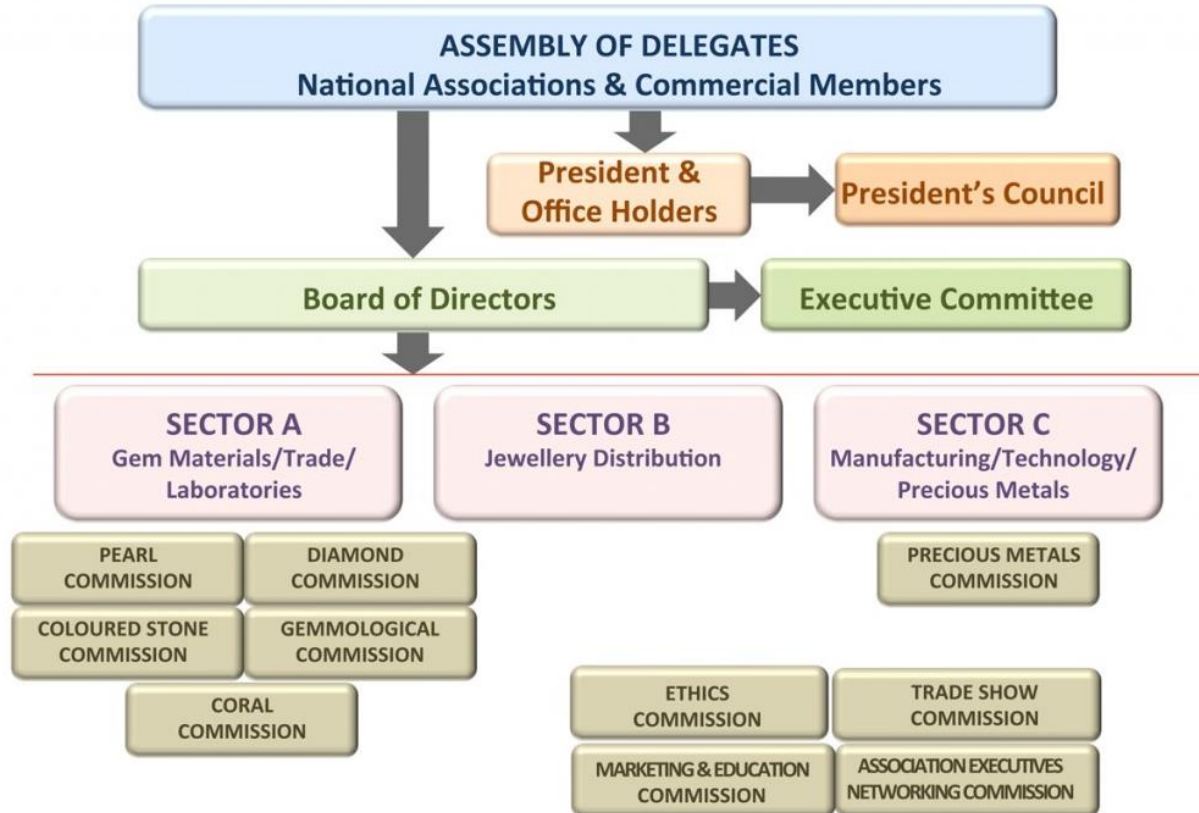 ASSEMBLY OF DELEGATES
National Associations & Commercial Members
President &
Office Holders
President’s Council
Board of Directors
Executive Committee
SECTOR A
Gem Materials/Trade/
Laboratories
SECTOR B
Jewellery Distribution
SECTOR C
Manufacturing/Technology/
Precious Metals
PEARL
COMMISSION
DIAMOND
COMMISSION
PRECIOUS METALS
COMMISSION
COLOURED STONE
COMMISSION
GEMMOLOGICAL
COMMISSION
CORAL
COMMISSION
ETHICS
COMMISSION
TRADE SHOW
COMMISSION
MARKETING & EDUCATION
COMMISSION
ASSOCIATION EXECUTIVES
NETWORKING COMMISSION